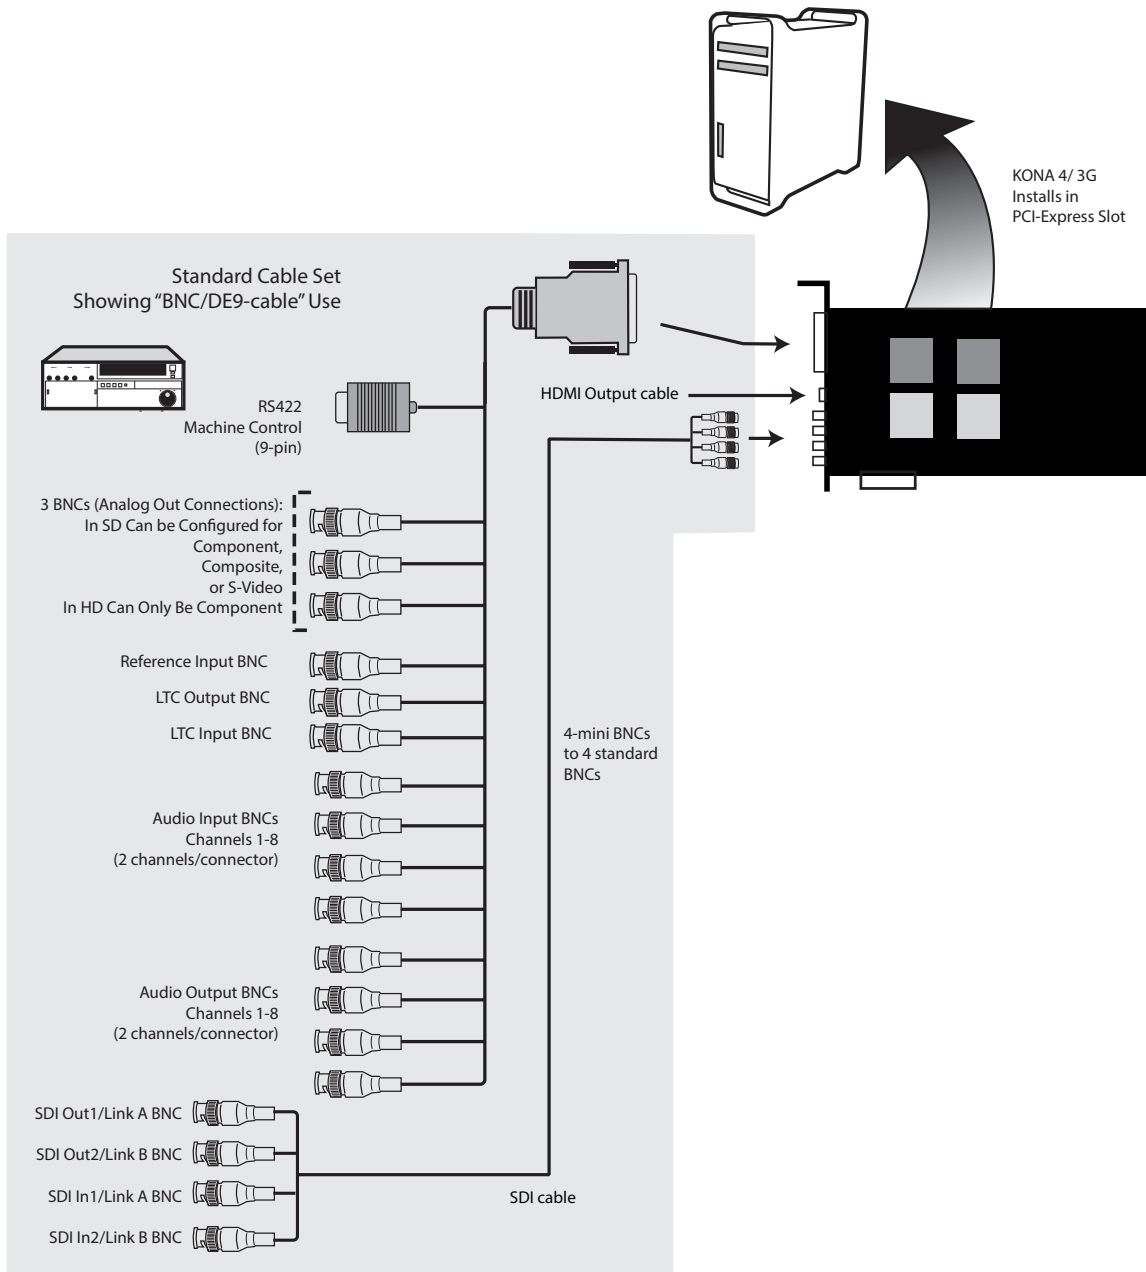 KONA 4/ 3G
Installs in
PCI-Express Slot
Standard Cable Set
Showing “BNC/DE9-cable” Use
HDMI Output cable
RS422
Machine Control
(9-pin)
3 BNCs (Analog Out Connections):
In SD Can be Configured for
Component,
Composite,
or S-Video
In HD Can Only Be Component
Reference Input BNC
LTC Output BNC
LTC Input BNC
4-mini BNCs
to 4 standard
BNCs
Audio Input BNCs
Channels 1-8
(2 channels/connector)
Audio Output BNCs
Channels 1-8
(2 channels/connector)
SDI Out1/Link A BNC
SDI Out2/Link B BNC
SDI In1/Link A BNC
SDI In2/Link B BNC
SDI cable